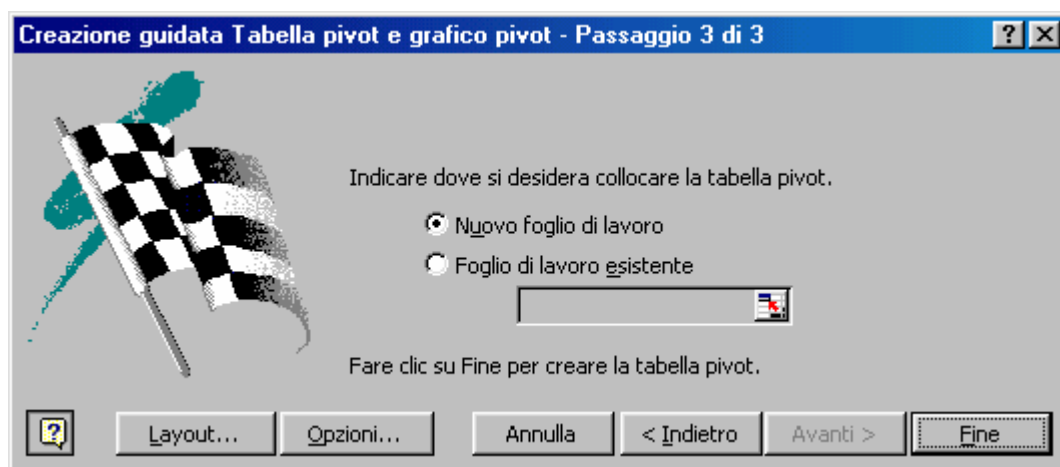 Creazione guidata Tabella pivot e grafico pivot - Passaggio 3 di 3
Indicare dove si desidera collocare la tabella pivot.
Nuovo foglio di lavoro
Foglio di lavoro esistente
Fare clic su Fine per creare la tabella pivot.
Layout... Opzioni... Annulla < Indietro Avanti > Fine